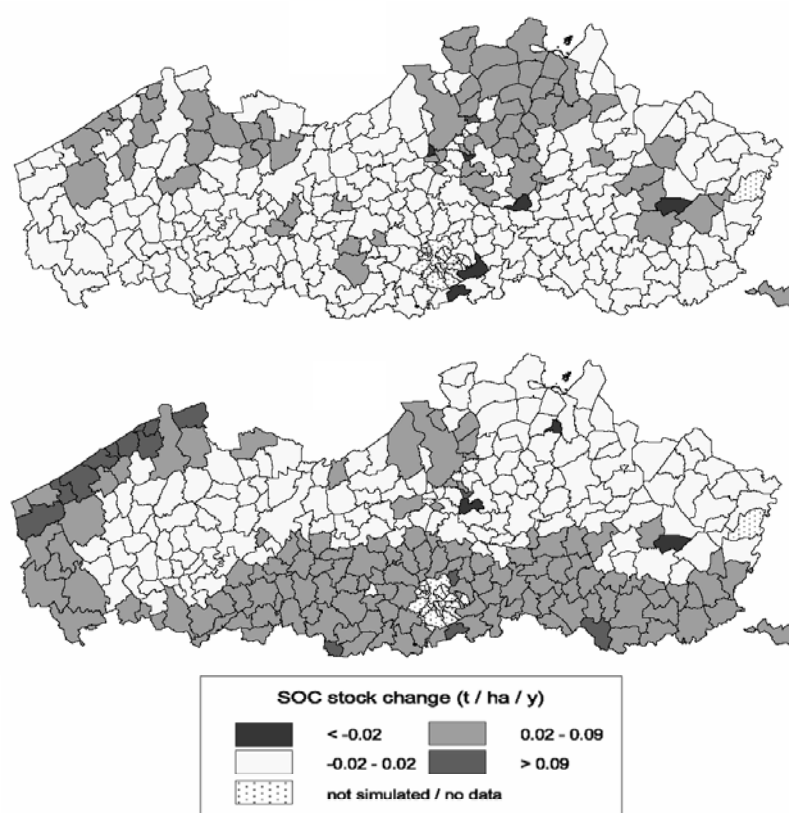 SOC stock change (t / ha / y)
< -0.02
0.02 - 0.09
-0.02 - 0.02
> 0.09
not simulated / no data